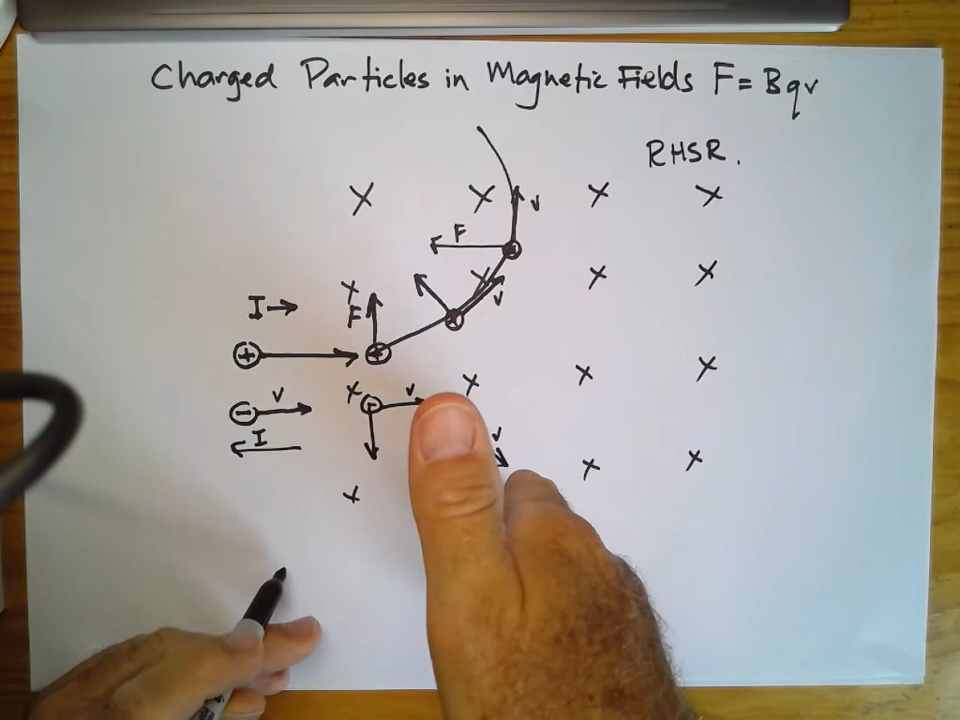 Charged Particles in Magnetic Fields F= Bqv
RHSR.
X X X X
v
F
X X X X
v
I→
F
+ +
X X X X
- v - v
I
v
X X X